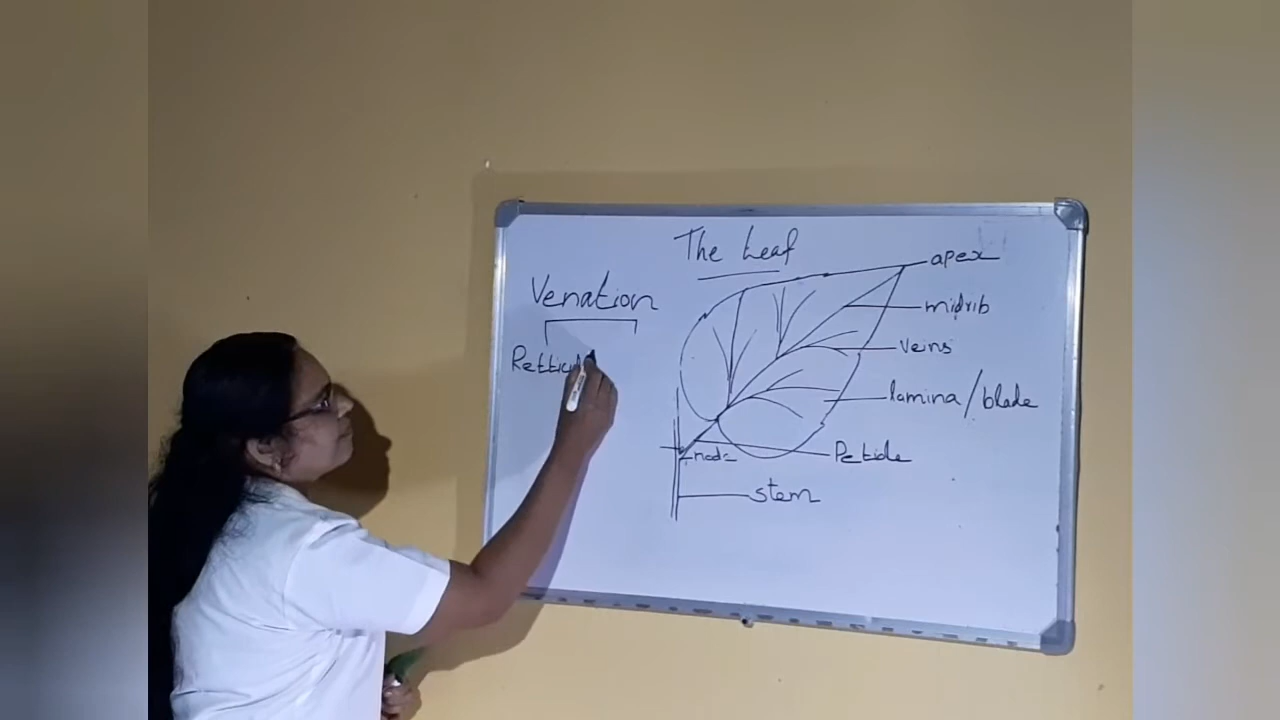 The Leaf
apex
Venation
midrib
veins
lamina/blade
Petiole
node
stem